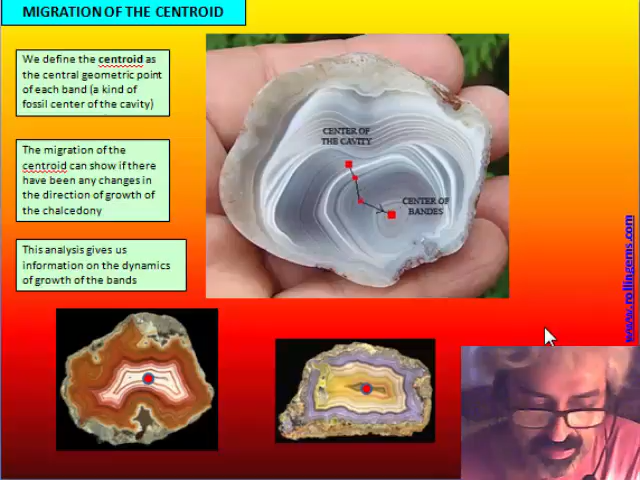 MIGRATION OF THE CENTROID
We define the centroid as
the central geometric point
of each band (a kind of
fossil center of the cavity)
The migration of the
centroid can show if there
have been any changes in
the direction of growth of
the chalcedony
This analysis gives us
information on the dynamics
of growth of the bands
CENTER OF
THE CAVITY
CENTER OF
BANDES
www.rollingems.com